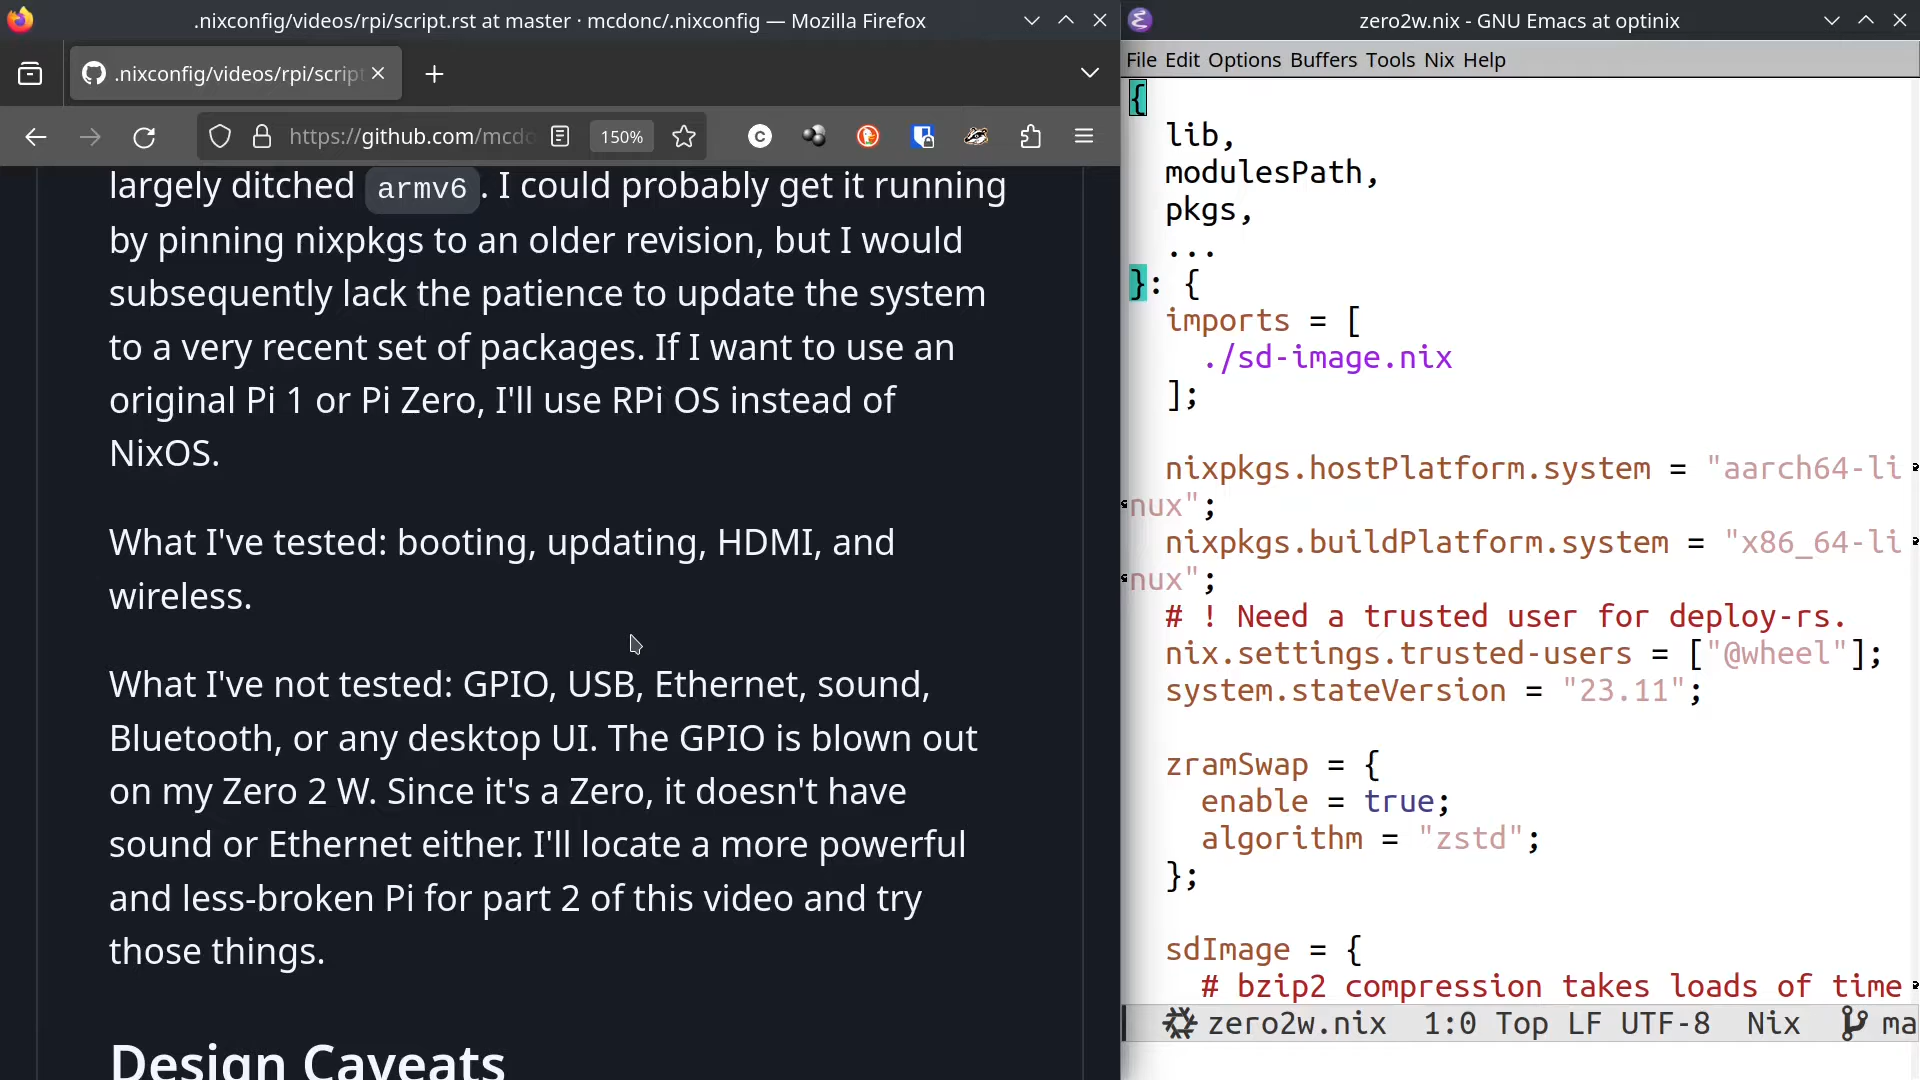 .nixconfig/videos/rpi/script.rst at master · mcdonc/.nixconfig — Mozilla Firefox
.nixconfig/videos/rpi/script
https://github.com/mcdo
150%
largely ditched armv6. I could probably get it running
by pinning nixpkgs to an older revision, but I would
subsequently lack the patience to update the system
to a very recent set of packages. If I want to use an
original Pi 1 or Pi Zero, I'll use RPi OS instead of
NixOS.
What I've tested: booting, updating, HDMI, and
wireless.
What I've not tested: GPIO, USB, Ethernet, sound,
Bluetooth, or any desktop UI. The GPIO is blown out
on my Zero 2 W. Since it's a Zero, it doesn't have
sound or Ethernet either. I'll locate a more powerful
and less-broken Pi for part 2 of this video and try
those things.
Design Caveats
zero2w.nix - GNU Emacs at optinix
File Edit Options Buffers Tools Nix Help
{
lib,
modulesPath,
pkgs,
...
}: {
imports = [
./sd-image.nix
];
nixpkgs.hostPlatform.system = "aarch64-li
nux";
nixpkgs.buildPlatform.system = "x86_64-li
nux";
# ! Need a trusted user for deploy-rs.
nix.settings.trusted-users = ["@wheel"];
system.stateVersion = "23.11";
zramSwap = {
enable = true;
algorithm = "zstd";
};
sdImage = {
# bzip2 compression takes loads of time
zero2w.nix 1:0 Top LF UTF-8 Nix ma